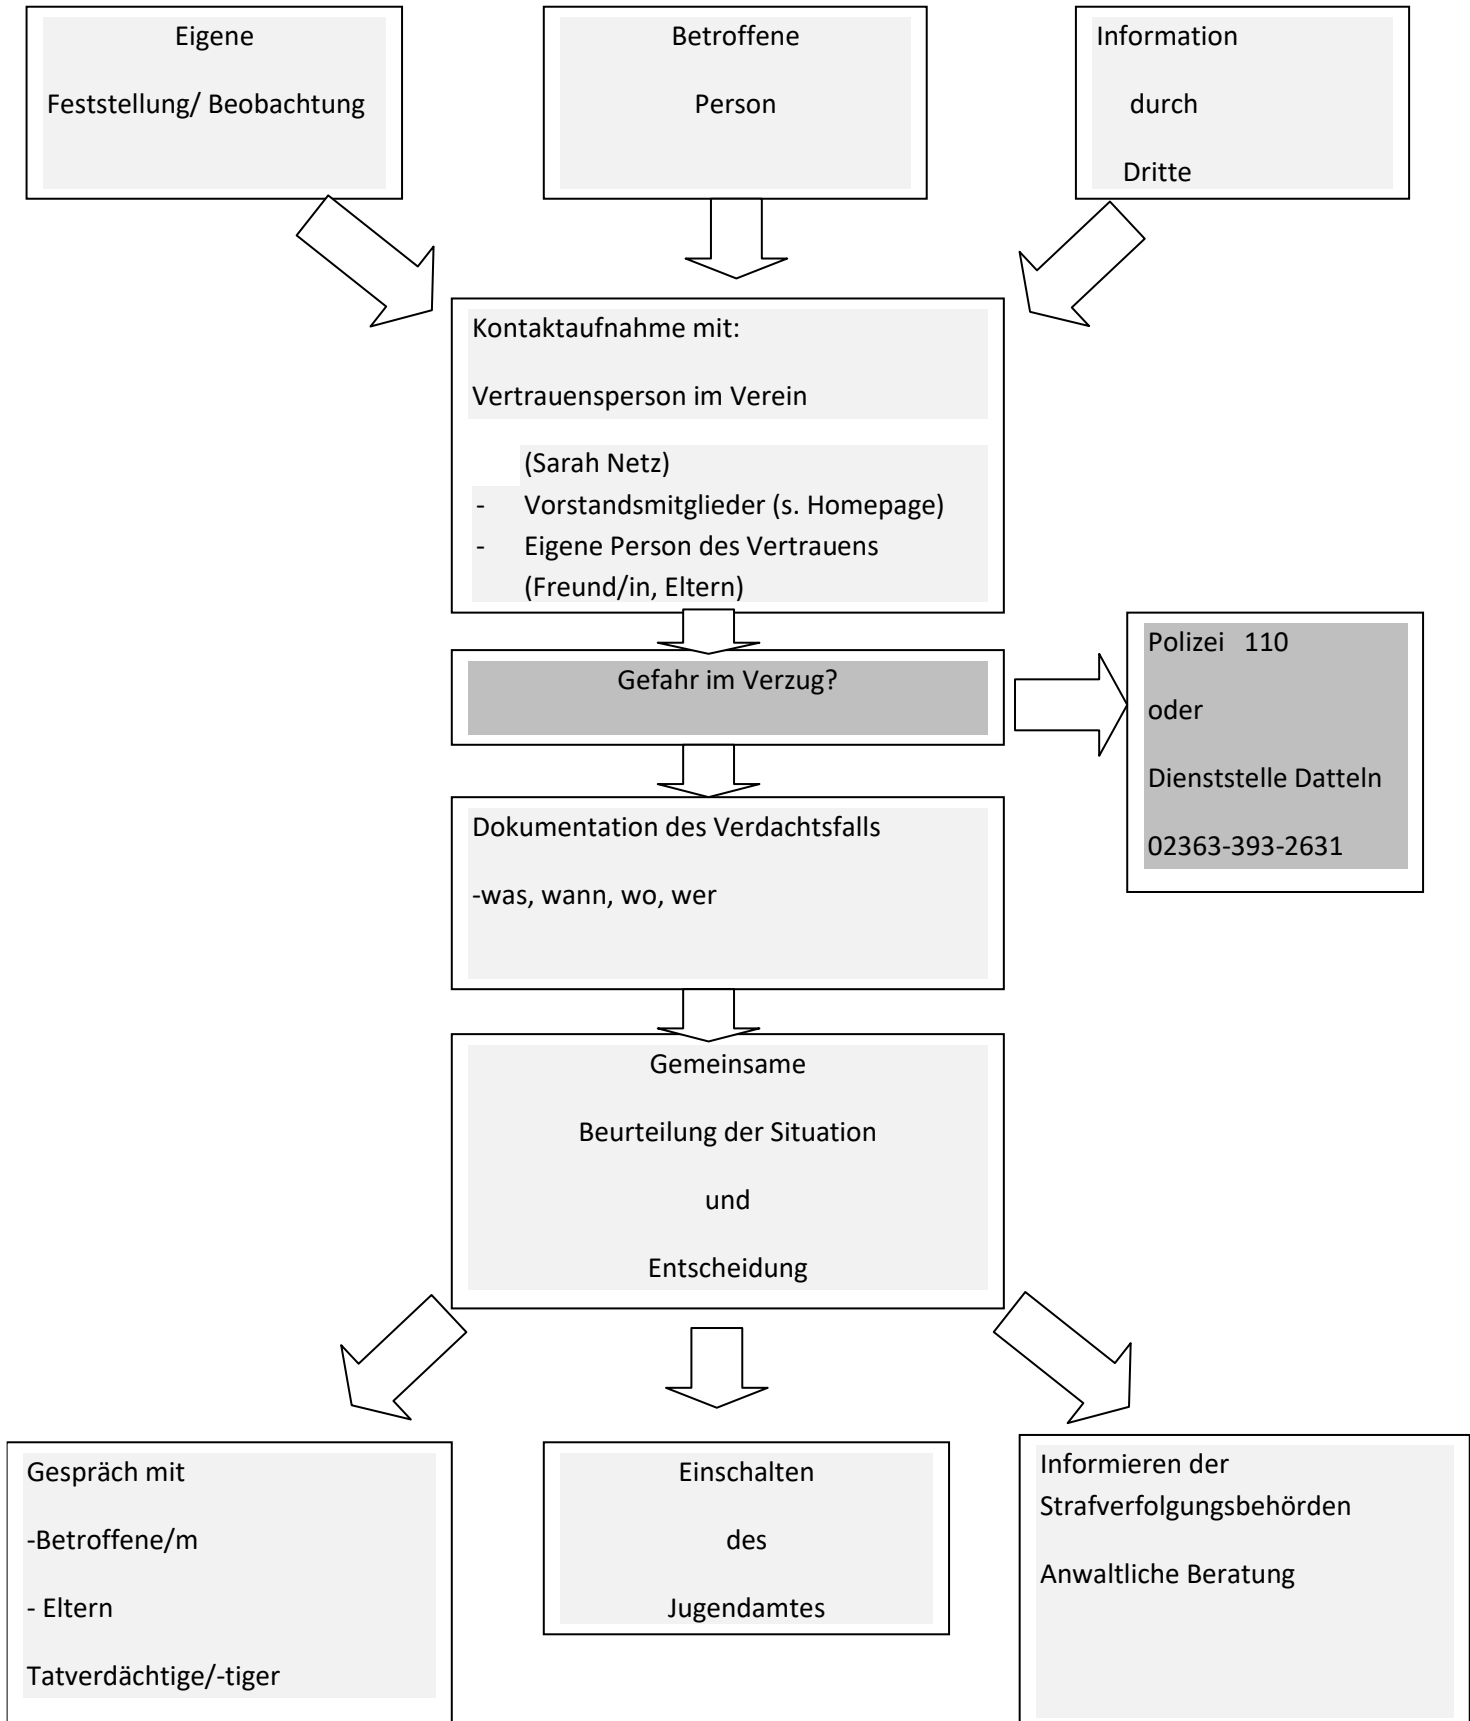 Eigene
Feststellung/ Beobachtung
Betroffene
Person
Information
durch
Dritte
Kontaktaufnahme mit:
Vertrauensperson im Verein
(Sarah Netz)
- Vorstandsmitglieder (s. Homepage)
- Eigene Person des Vertrauens
(Freund/in, Eltern)
Gefahr im Verzug?
Polizei 110
oder
Dienststelle Datteln
02363-393-2631
Dokumentation des Verdachtsfalls
-was, wann, wo, wer
Gemeinsame
Beurteilung der Situation
und
Entscheidung
Gespräch mit
-Betroffene/m
- Eltern
Tatverdächtige/-tiger
Einschalten
des
Jugendamtes
Informieren der
Strafverfolgungsbehörden
Anwaltliche Beratung